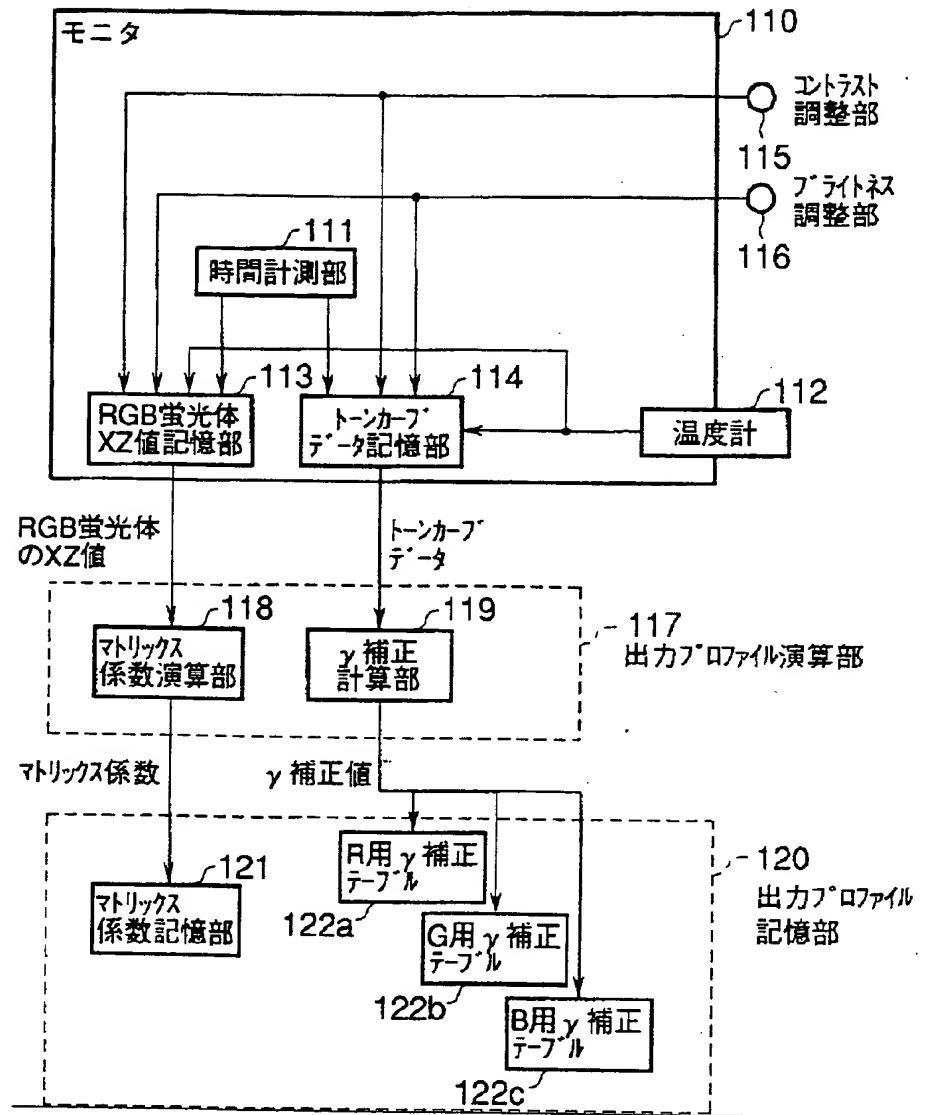 モニタ
110
コントラスト
調整部
115
ブライトネス
調整部
116
111
時間計測部
113
RGB蛍光体
XZ値記憶部
114
トーンカーブ
データ記憶部
112
温度計
RGB蛍光体
のXZ値
トーンカーブ
データ
118
マトリックス
係数演算部
119
γ補正
計算部
117
出力プロファイル演算部
マトリックス係数
γ補正値
121
マトリックス
係数記憶部
R用γ補正
テーブル
122a
G用γ補正
テーブル
122b
B用γ補正
テーブル
122c
120
出力プロファイル
記憶部